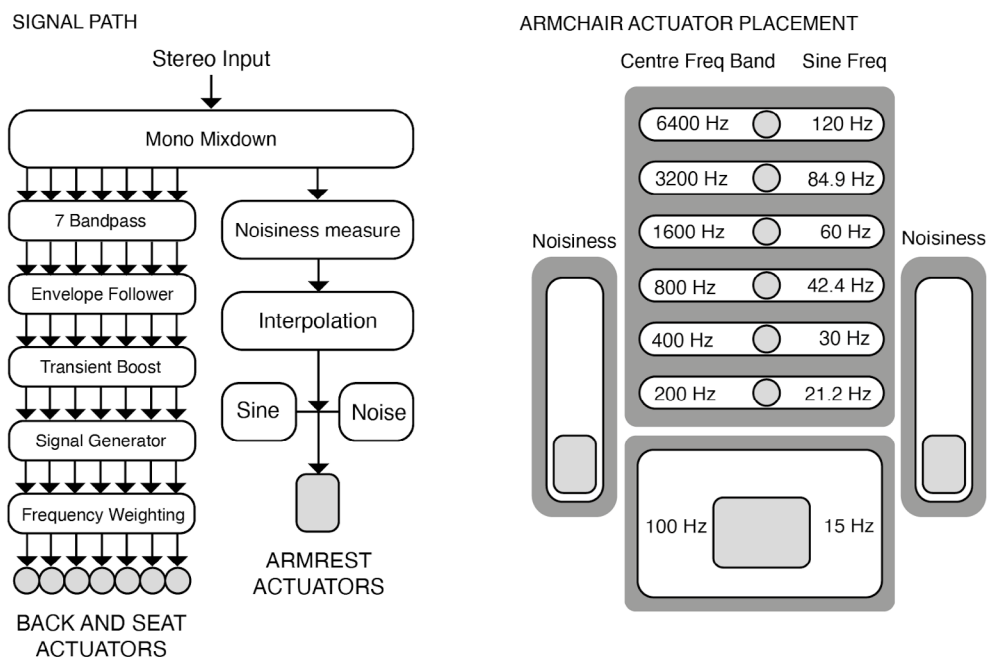 SIGNAL PATH
Stereo Input
Mono Mixdown
7 Bandpass
Envelope Follower
Transient Boost
Signal Generator
Frequency Weighting
BACK AND SEAT
ACTUATORS
Noisiness measure
Interpolation
Sine
Noise
ARMREST
ACTUATORS
ARMCHAIR ACTUATOR PLACEMENT
Centre Freq Band Sine Freq
6400 Hz 120 Hz
3200 Hz 84.9 Hz
1600 Hz 60 Hz
800 Hz 42.4 Hz
400 Hz 30 Hz
200 Hz 21.2 Hz
100 Hz 15 Hz
Noisiness
Noisiness